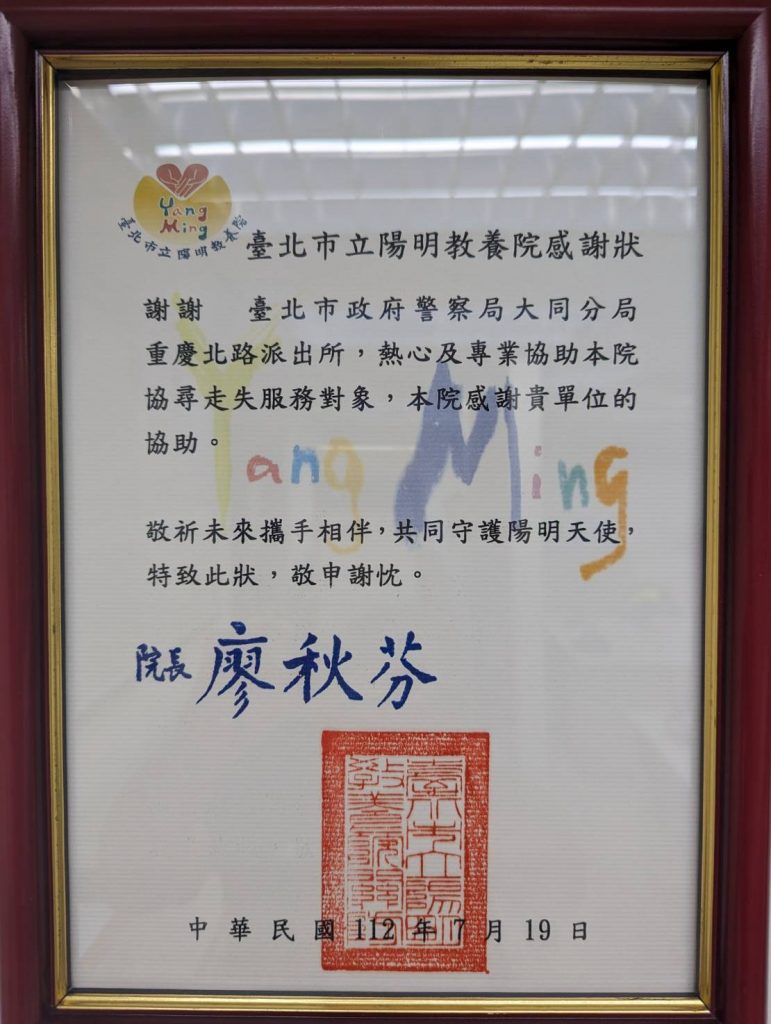 Yang
Ming
臺北市立陽明教養院
臺北市立陽明教養院感謝狀
謝謝 臺北市政府警察局大同分局
重慶北路派出所，熱心及專業協助本院
協尋走失服務對象，本院感謝貴單位的
協助。
Yang Ming
敬祈未來攜手相伴，共同守護陽明天使，
特致此狀，敬申謝忱。
院長 廖秋芬
中華民國 112 年 7 月 19 日